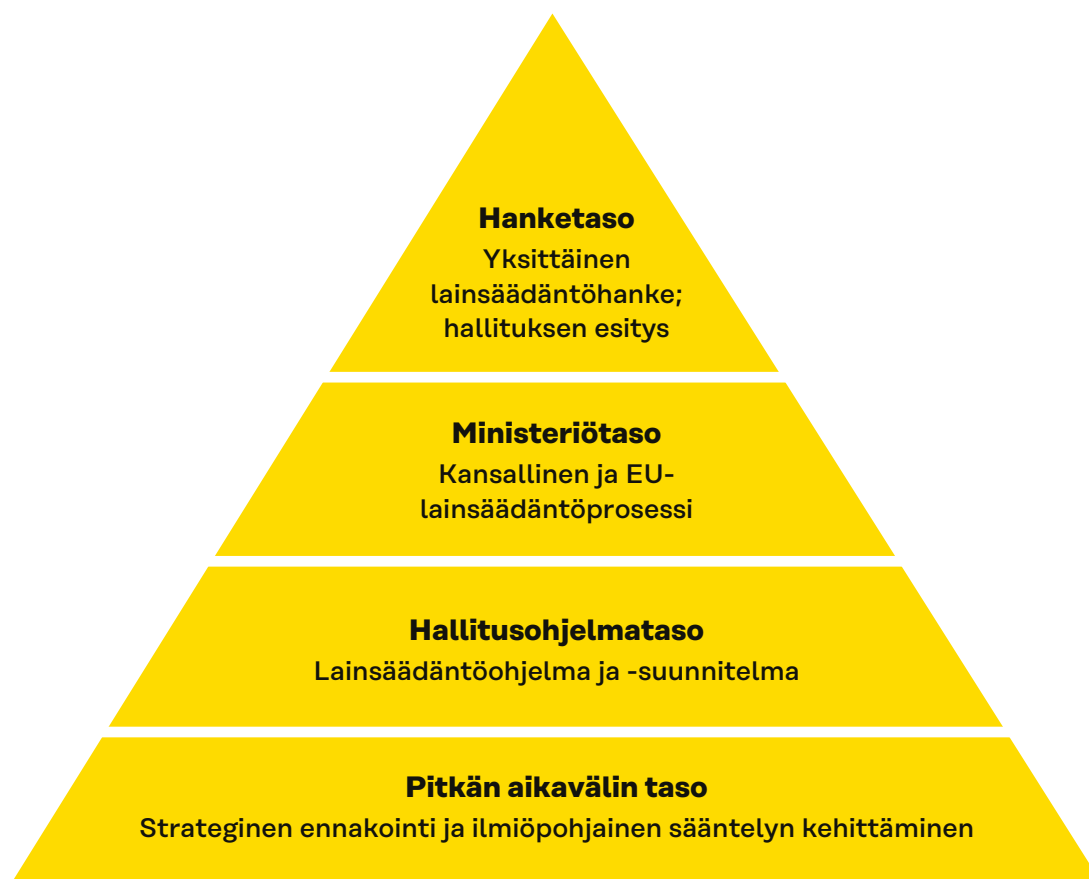 Hanketaso
Yksittäinen
lainsäädäntöhanke;
hallituksen esitys
Ministeriötaso
Kansallinen ja EU-
lainsäädäntöprosessi
Hallitusohjelmataso
Lainsäädäntöohjelma ja -suunnitelma
Pitkän aikavälin taso
Strateginen ennakointi ja ilmiöpohjainen sääntelyn kehittäminen